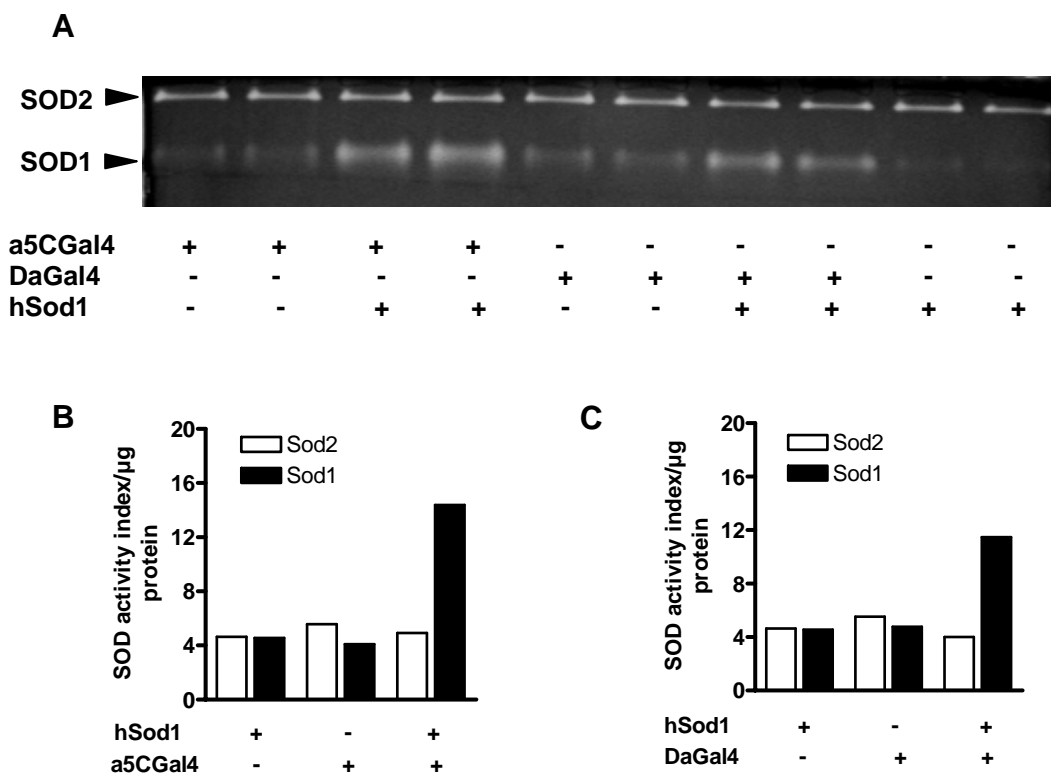 A
SOD2
SOD1
a5CGal4 + + + + - - - - - -
DaGal4 - - - - + + + + - -
hSod1 - - + + - - + + + +
B
20
16
12
8
4
0
SOD activity index/µg
protein
Sod2
Sod1
hSod1 + - +
a5CGal4 - + +
C
20
16
12
8
4
0
SOD activity index/µg
protein
Sod2
Sod1
hSod1 + - +
DaGal4 - + +